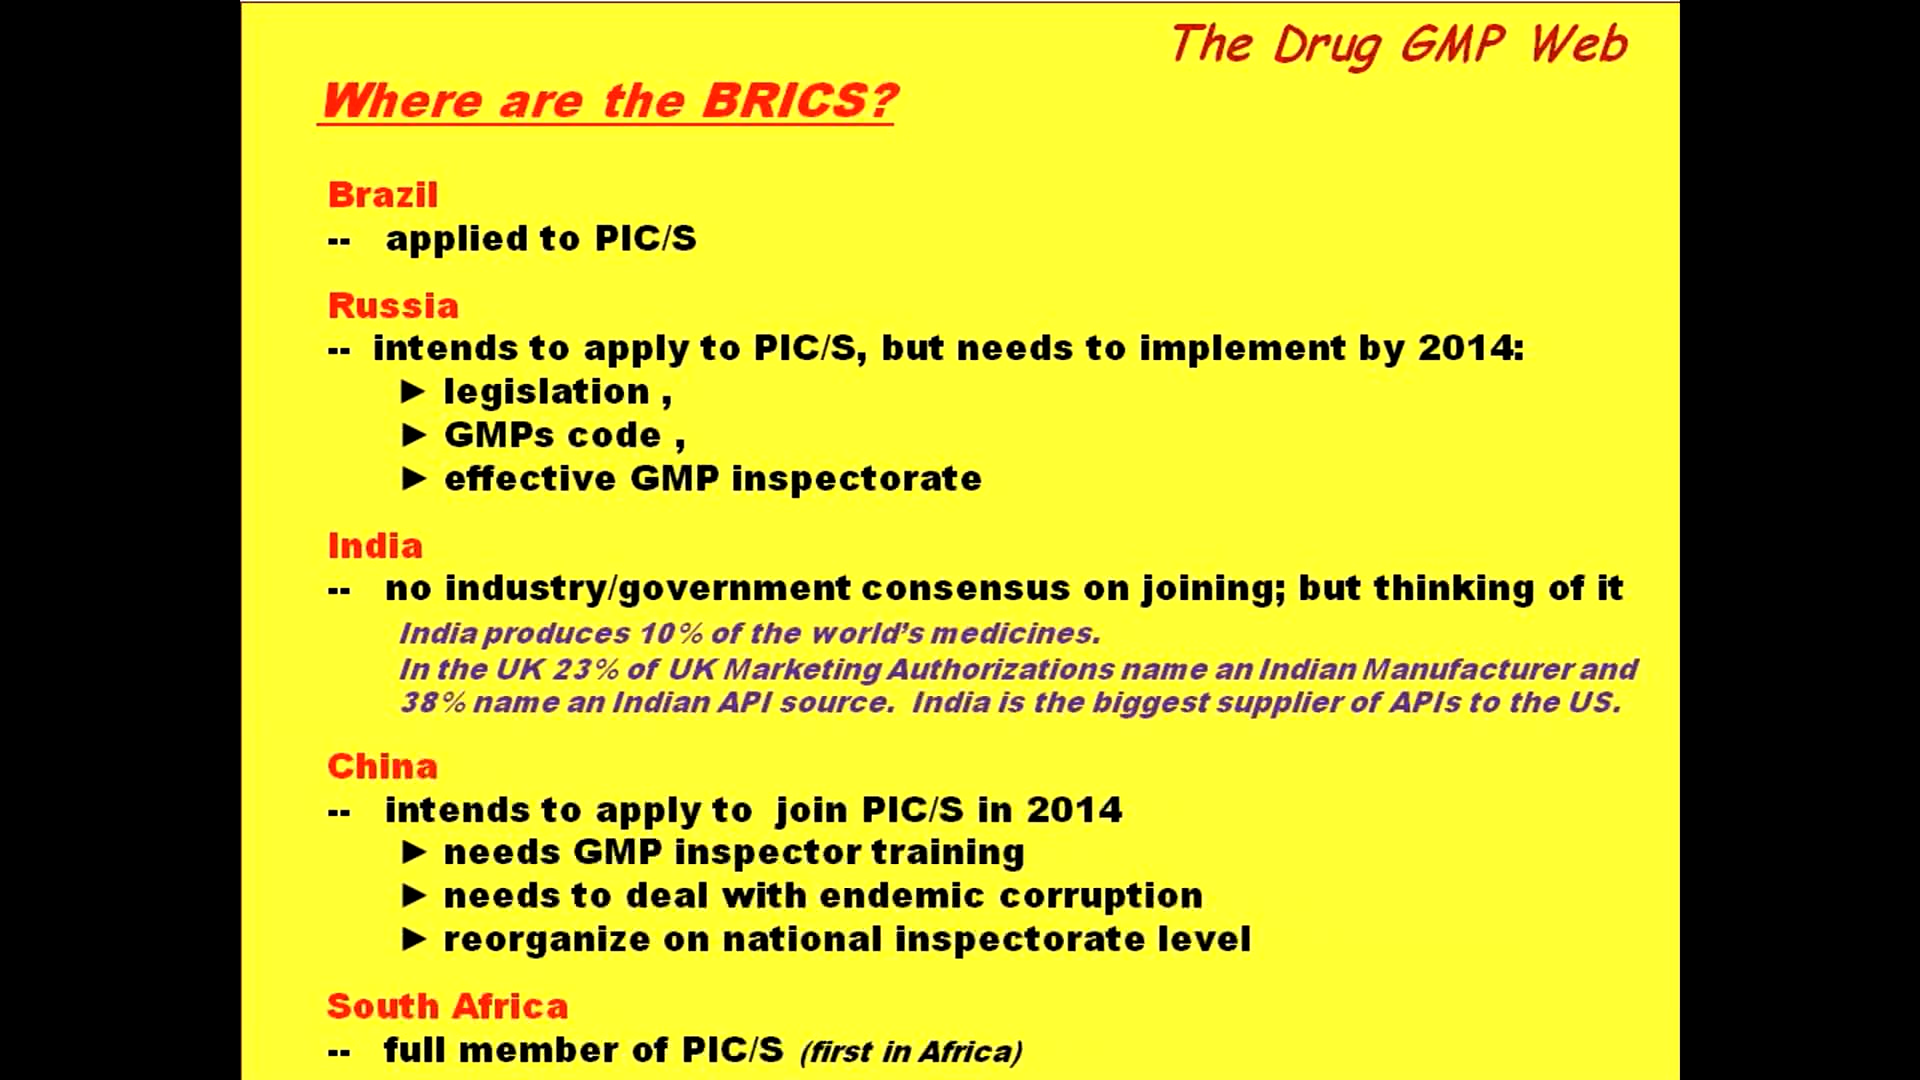 The Drug GMP Web
Where are the BRICS?
Brazil
-- applied to PIC/S
Russia
-- intends to apply to PIC/S, but needs to implement by 2014:
► legislation ,
► GMPs code ,
► effective GMP inspectorate
India
-- no industry/government consensus on joining; but thinking of it
India produces 10% of the world’s medicines.
In the UK 23% of UK Marketing Authorizations name an Indian Manufacturer and
38% name an Indian API source. India is the biggest supplier of APIs to the US.
China
-- intends to apply to join PIC/S in 2014
► needs GMP inspector training
► needs to deal with endemic corruption
► reorganize on national inspectorate level
South Africa
-- full member of PIC/S (first in Africa)